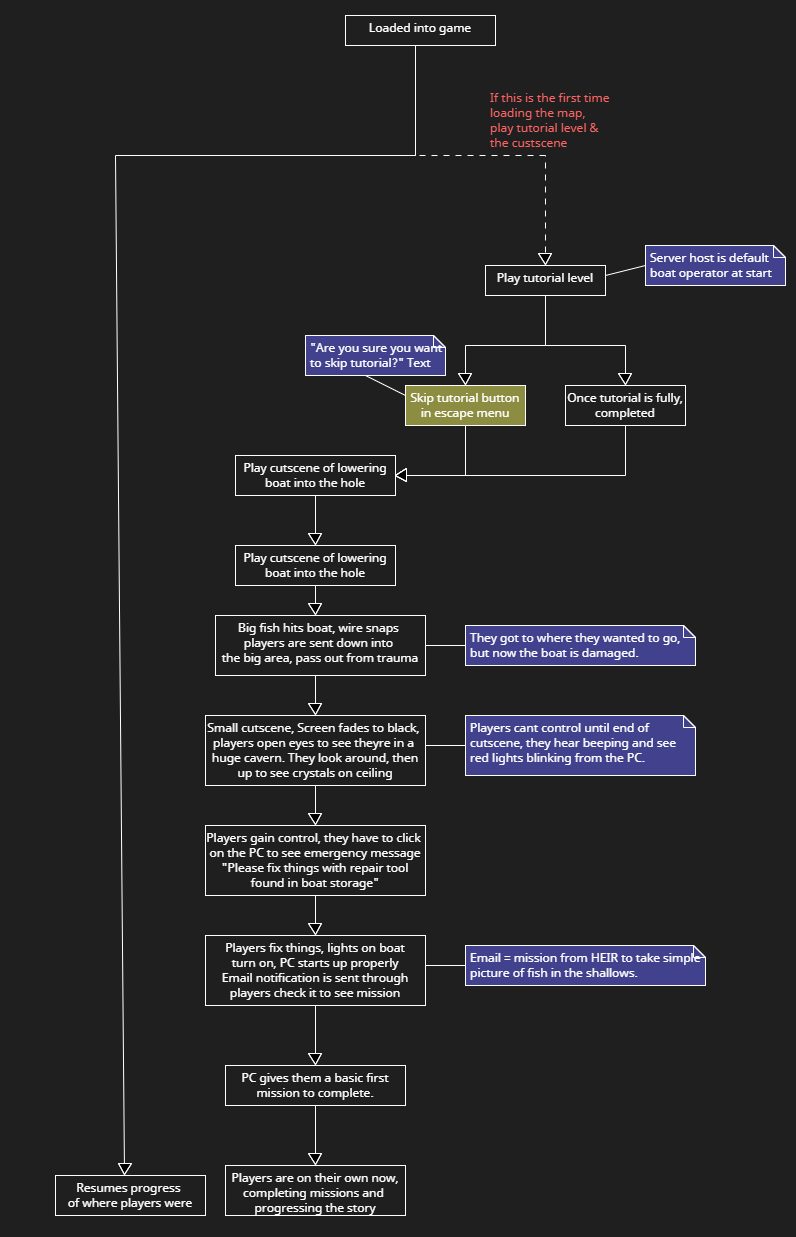 Loaded into game
If this is the first time
loading the map,
play tutorial level &
the custscene
Server host is default
boat operator at start
Play tutorial level
"Are you sure you want
to skip tutorial?" Text
Skip tutorial button
in escape menu
Once tutorial is fully,
completed
Play cutscene of lowering
boat into the hole
Play cutscene of lowering
boat into the hole
Big fish hits boat, wire snaps
players are sent down into
the big area, pass out from trauma
They got to where they wanted to go,
but now the boat is damaged.
Small cutscene, Screen fades to black,
players open eyes to see theyre in a
huge cavern. They look around, then
up to see crystals on ceiling
Players cant control until end of
cutscene, they hear beeping and see
red lights blinking from the PC.
Players gain control, they have to click
on the PC to see emergency message
"Please fix things with repair tool
found in boat storage"
Players fix things, lights on boat
turn on, PC starts up properly
Email notification is sent through
players check it to see mission
Email = mission from HEIR to take simple
picture of fish in the shallows.
PC gives them a basic first
mission to complete.
Resumes progress
of where players were
Players are on their own now,
completing missions and
progressing the story